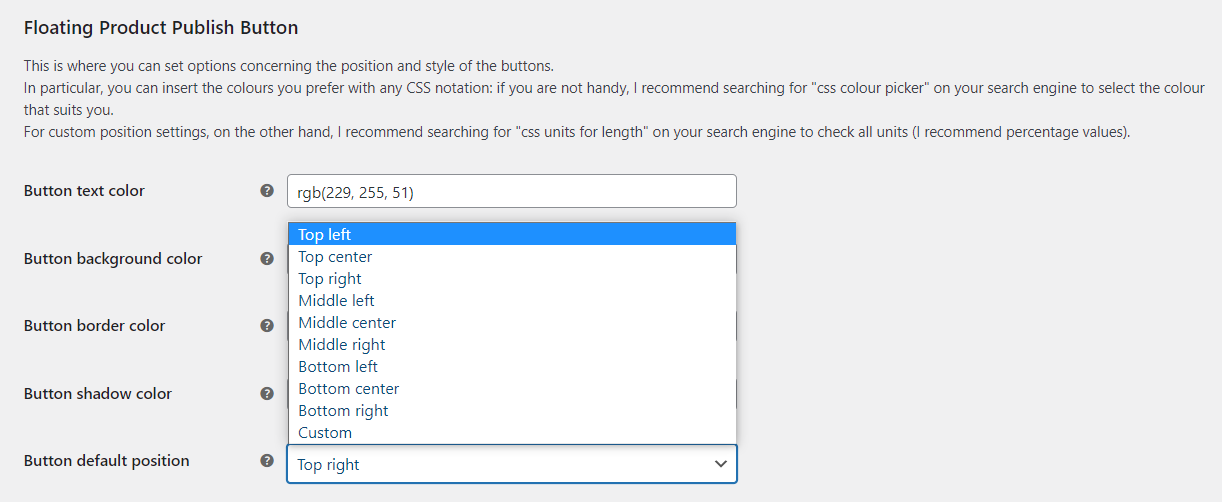 Floating Product Publish Button
This is where you can set options concerning the position and style of the buttons.
In particular, you can insert the colours you prefer with any CSS notation: if you are not handy, I recommend searching for "css colour picker" on your search engine to select the colour
that suits you.
For custom position settings, on the other hand, I recommend searching for "css units for length" on your search engine to check all units (I recommend percentage values).
Button text color ? rgb(229, 255, 51)
Top left
Top center
Button background color ?
Top right
Middle left
Middle center
Button border color ?
Middle right
Bottom left
Bottom center
Button shadow color ?
Bottom right
Custom
Button default position ? Top right